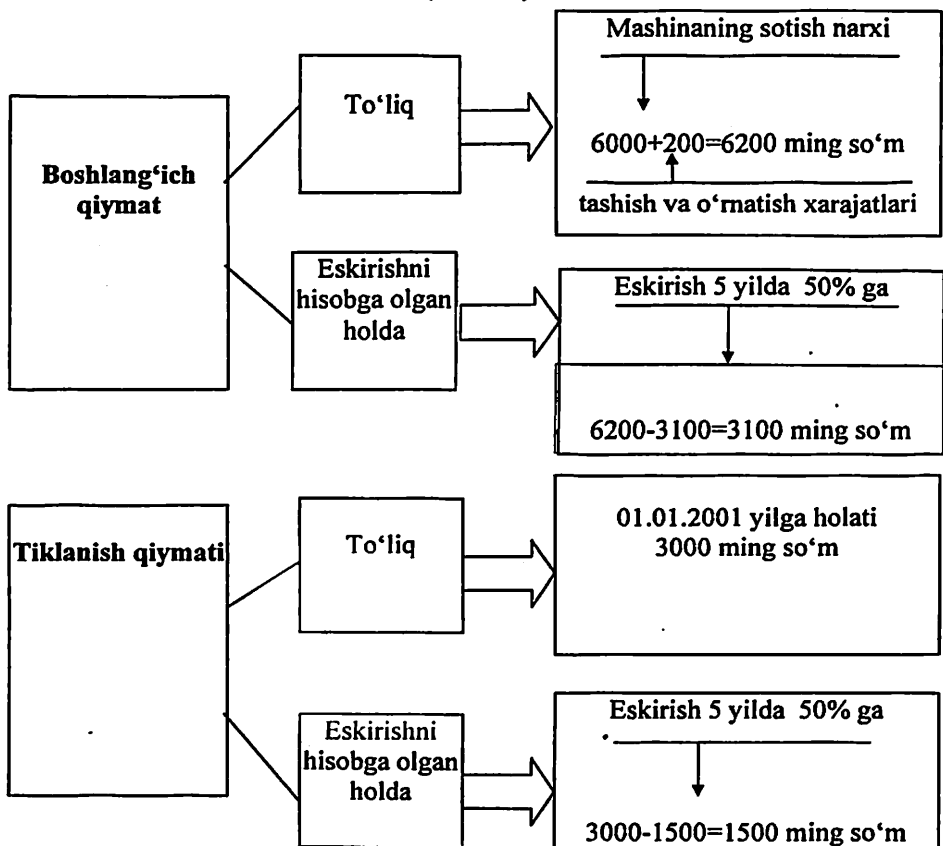 Boshlang‘ich
qiymat
To‘liq
Mashinaning sotish narxi
6000+200=6200 ming so‘m
tashish va o‘rnatish xarajatlari
Eskirishni
hisobga olgan
holda
Eskirish 5 yilda 50% ga
6200-3100=3100 ming so‘m
Tiklanish qiymati
To‘liq
01.01.2001 yilga holati
3000 ming so‘m
Eskirishni
hisobga olgan
holda
Eskirish 5 yilda 50% ga
3000-1500=1500 ming so‘m